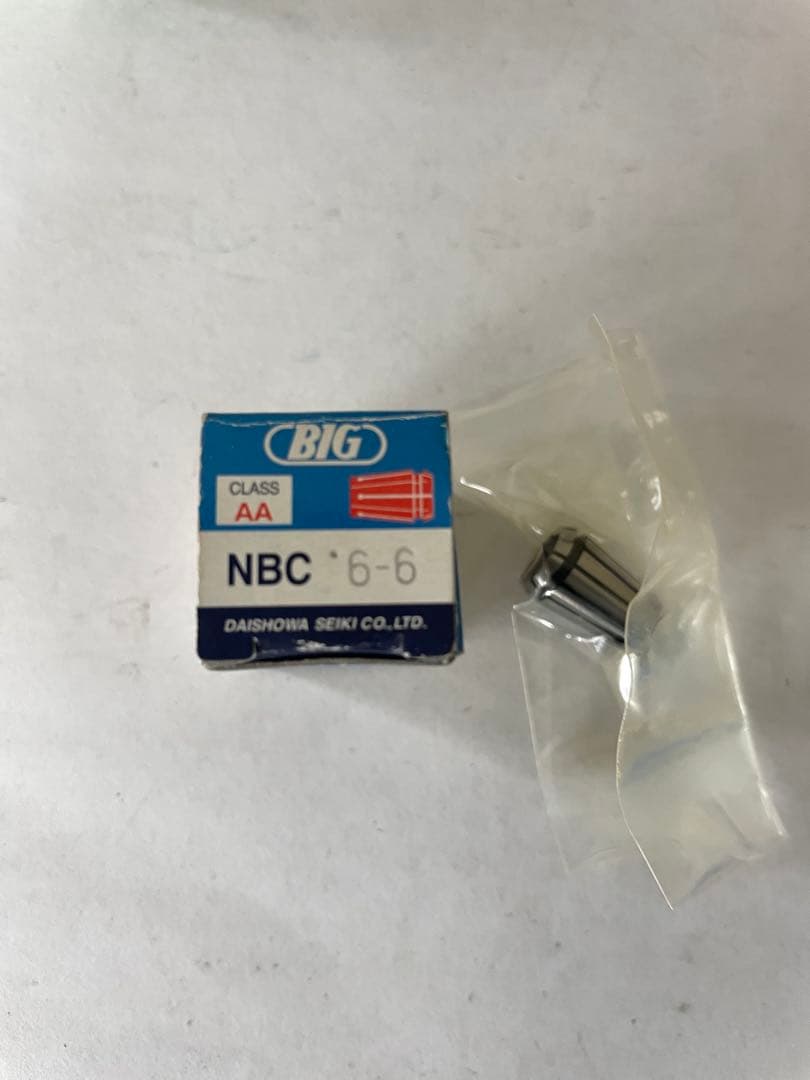 BIG
CLASS
AA
NBC 6-6
DAISHOWA SEIKI CO.,LTD.